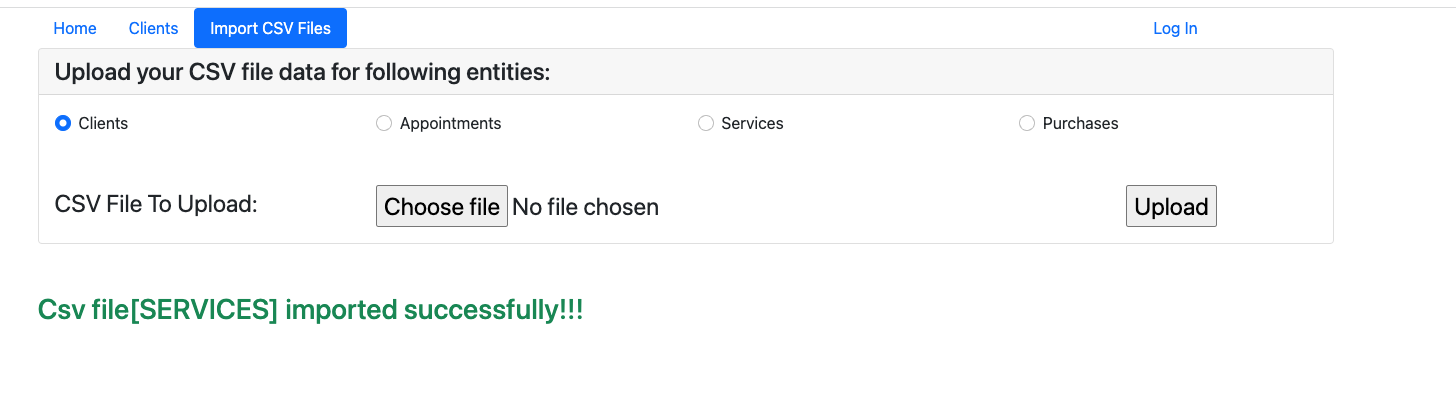 Home Clients Import CSV Files Log In
Upload your CSV file data for following entities:
Clients Appointments Services Purchases
CSV File To Upload: Choose file No file chosen Upload
Csv file[SERVICES] imported successfully!!!